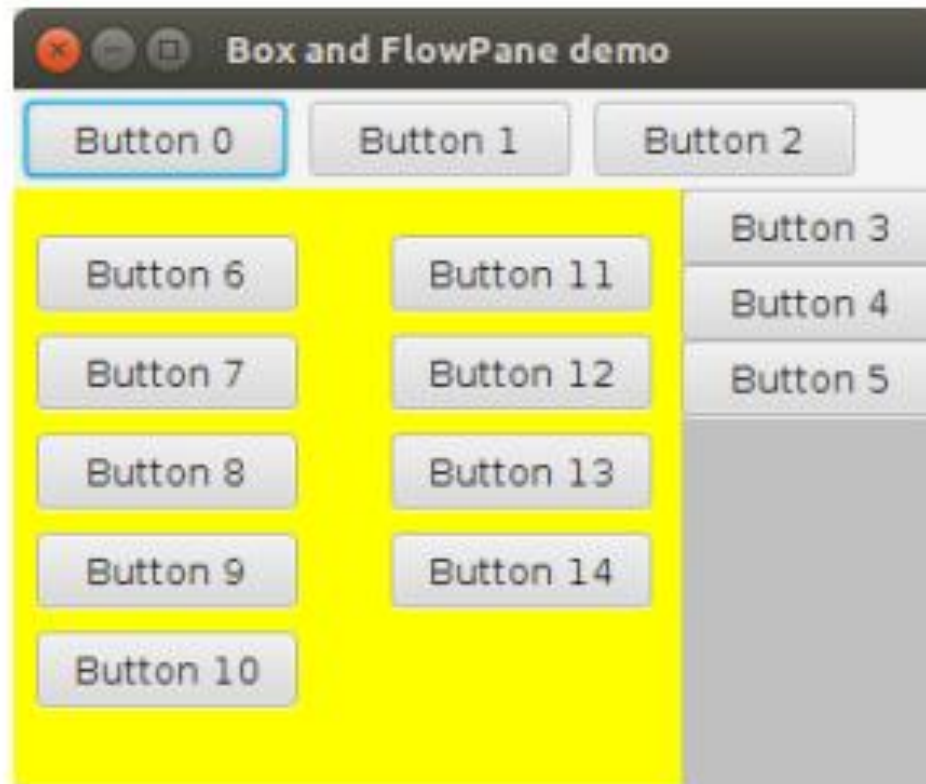 Box and FlowPane demo
Button 0 Button 1 Button 2
Button 3
Button 4
Button 5
Button 6
Button 7
Button 8
Button 9
Button 10
Button 11
Button 12
Button 13
Button 14